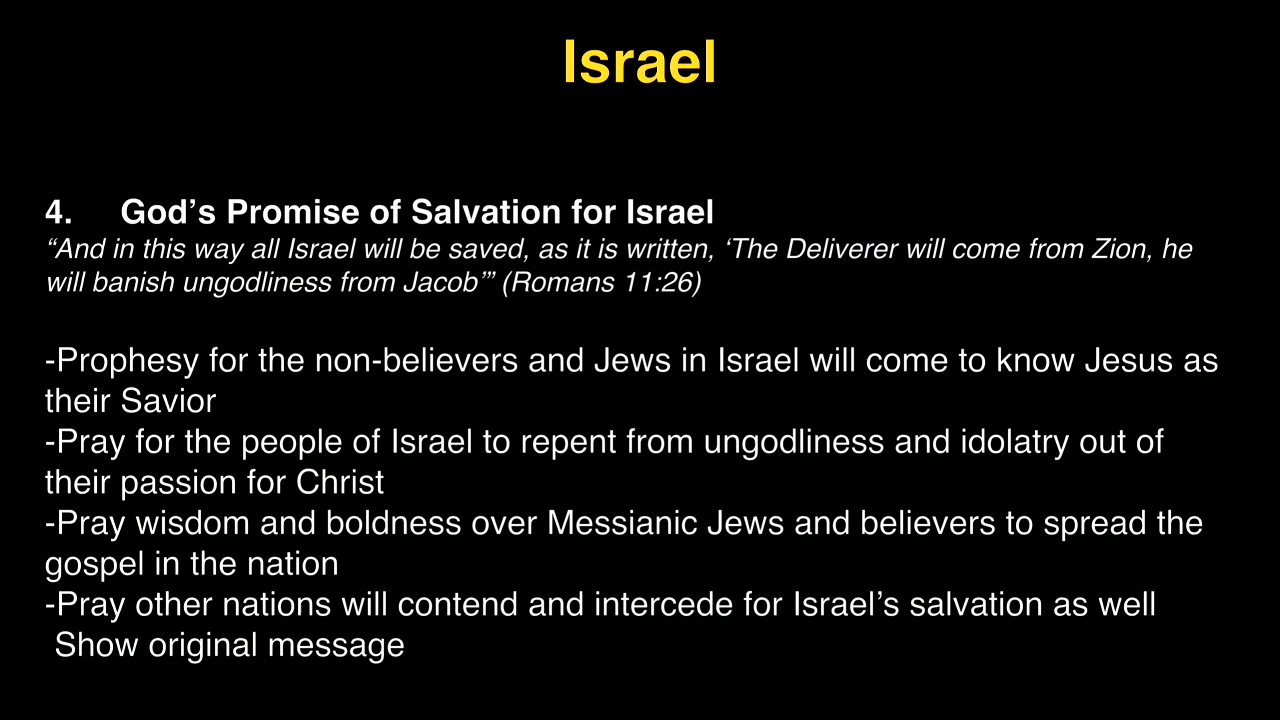 Israel
4. God’s Promise of Salvation for Israel
“And in this way all Israel will be saved, as it is written, ‘The Deliverer will come from Zion, he
will banish ungodliness from Jacob’” (Romans 11:26)
-Prophesy for the non-believers and Jews in Israel will come to know Jesus as
their Savior
-Pray for the people of Israel to repent from ungodliness and idolatry out of
their passion for Christ
-Pray wisdom and boldness over Messianic Jews and believers to spread the
gospel in the nation
-Pray other nations will contend and intercede for Israel’s salvation as well
Show original message